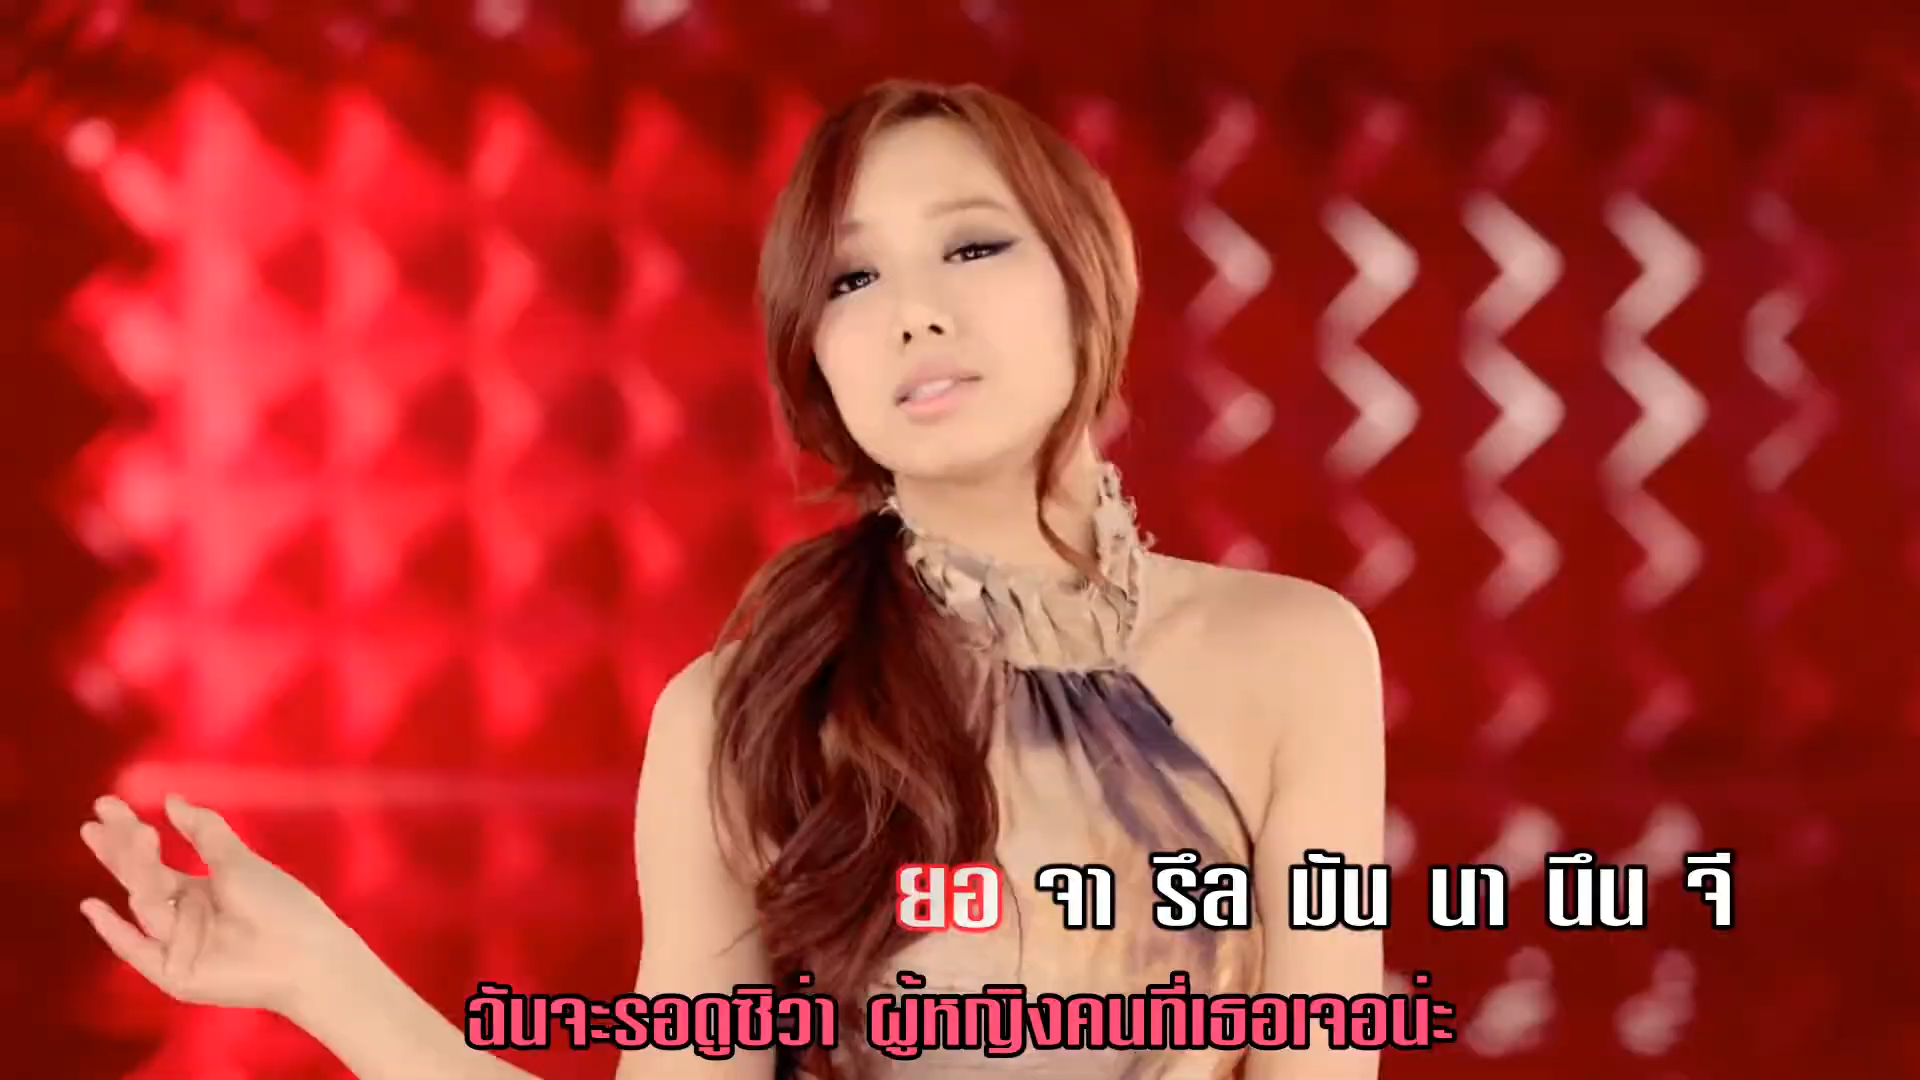 ยอ จา รึล มัน นา นึน จี
ฉันจะรอดูซิว่า ผู้หญิงคนที่เธอเจอน่ะ